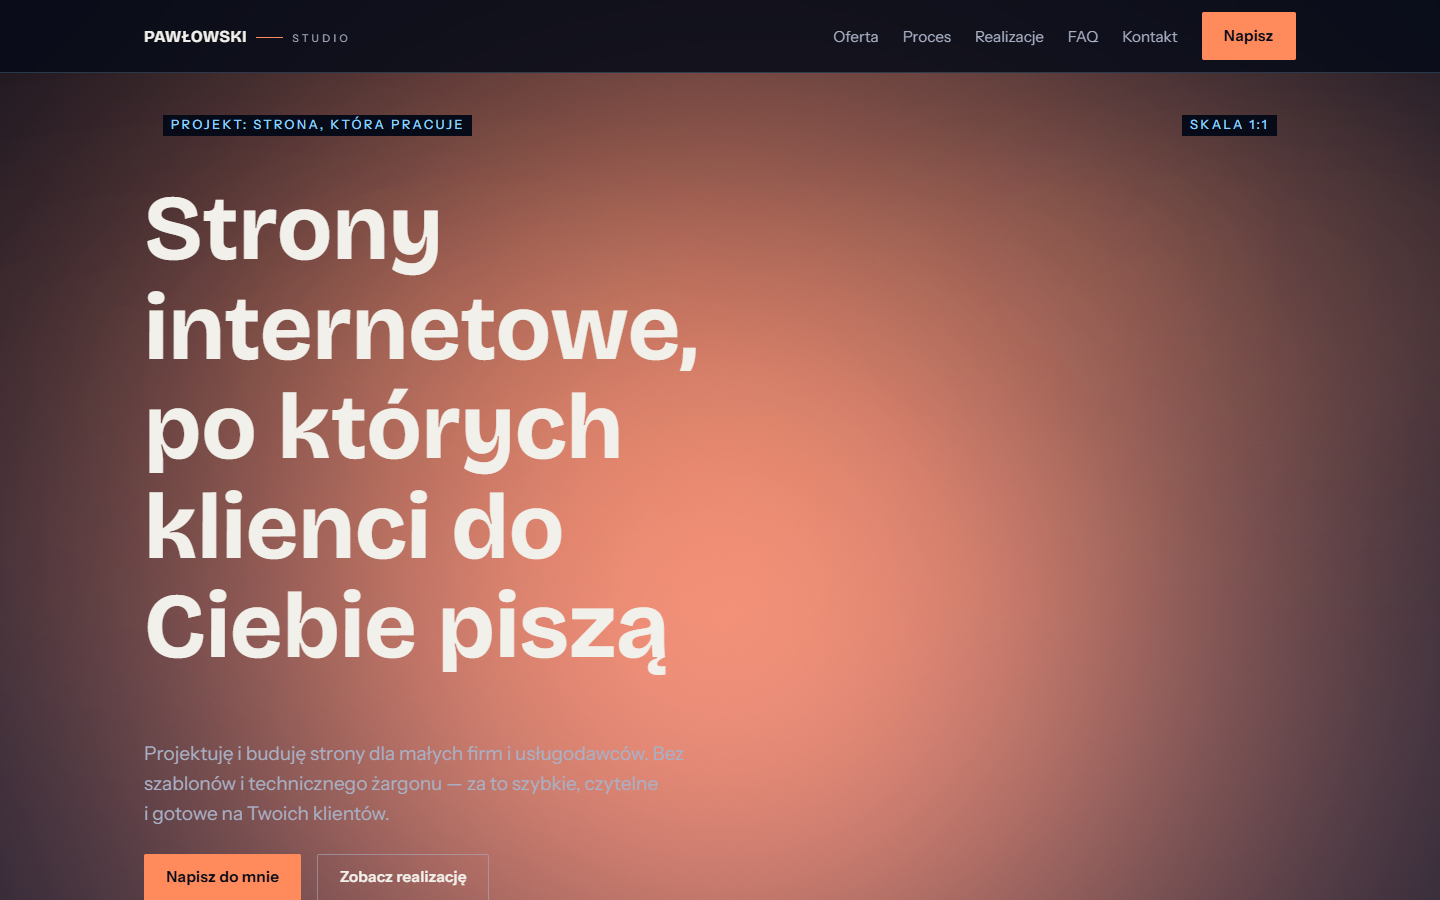 PAWŁOWSKI — STUDIO
Oferta Proces Realizacje FAQ Kontakt Napisz
PROJEKT: STRONA, KTÓRA PRACUJE
SKALA 1:1
Strony
internetowe,
po których
klienci do
Ciebie piszą
Projektuję i buduję strony dla małych firm i usługodawców. Bez
szablonów i technicznego żargonu — za to szybkie, czytelne
i gotowe na Twoich klientów.
Napisz do mnie
Zobacz realizację